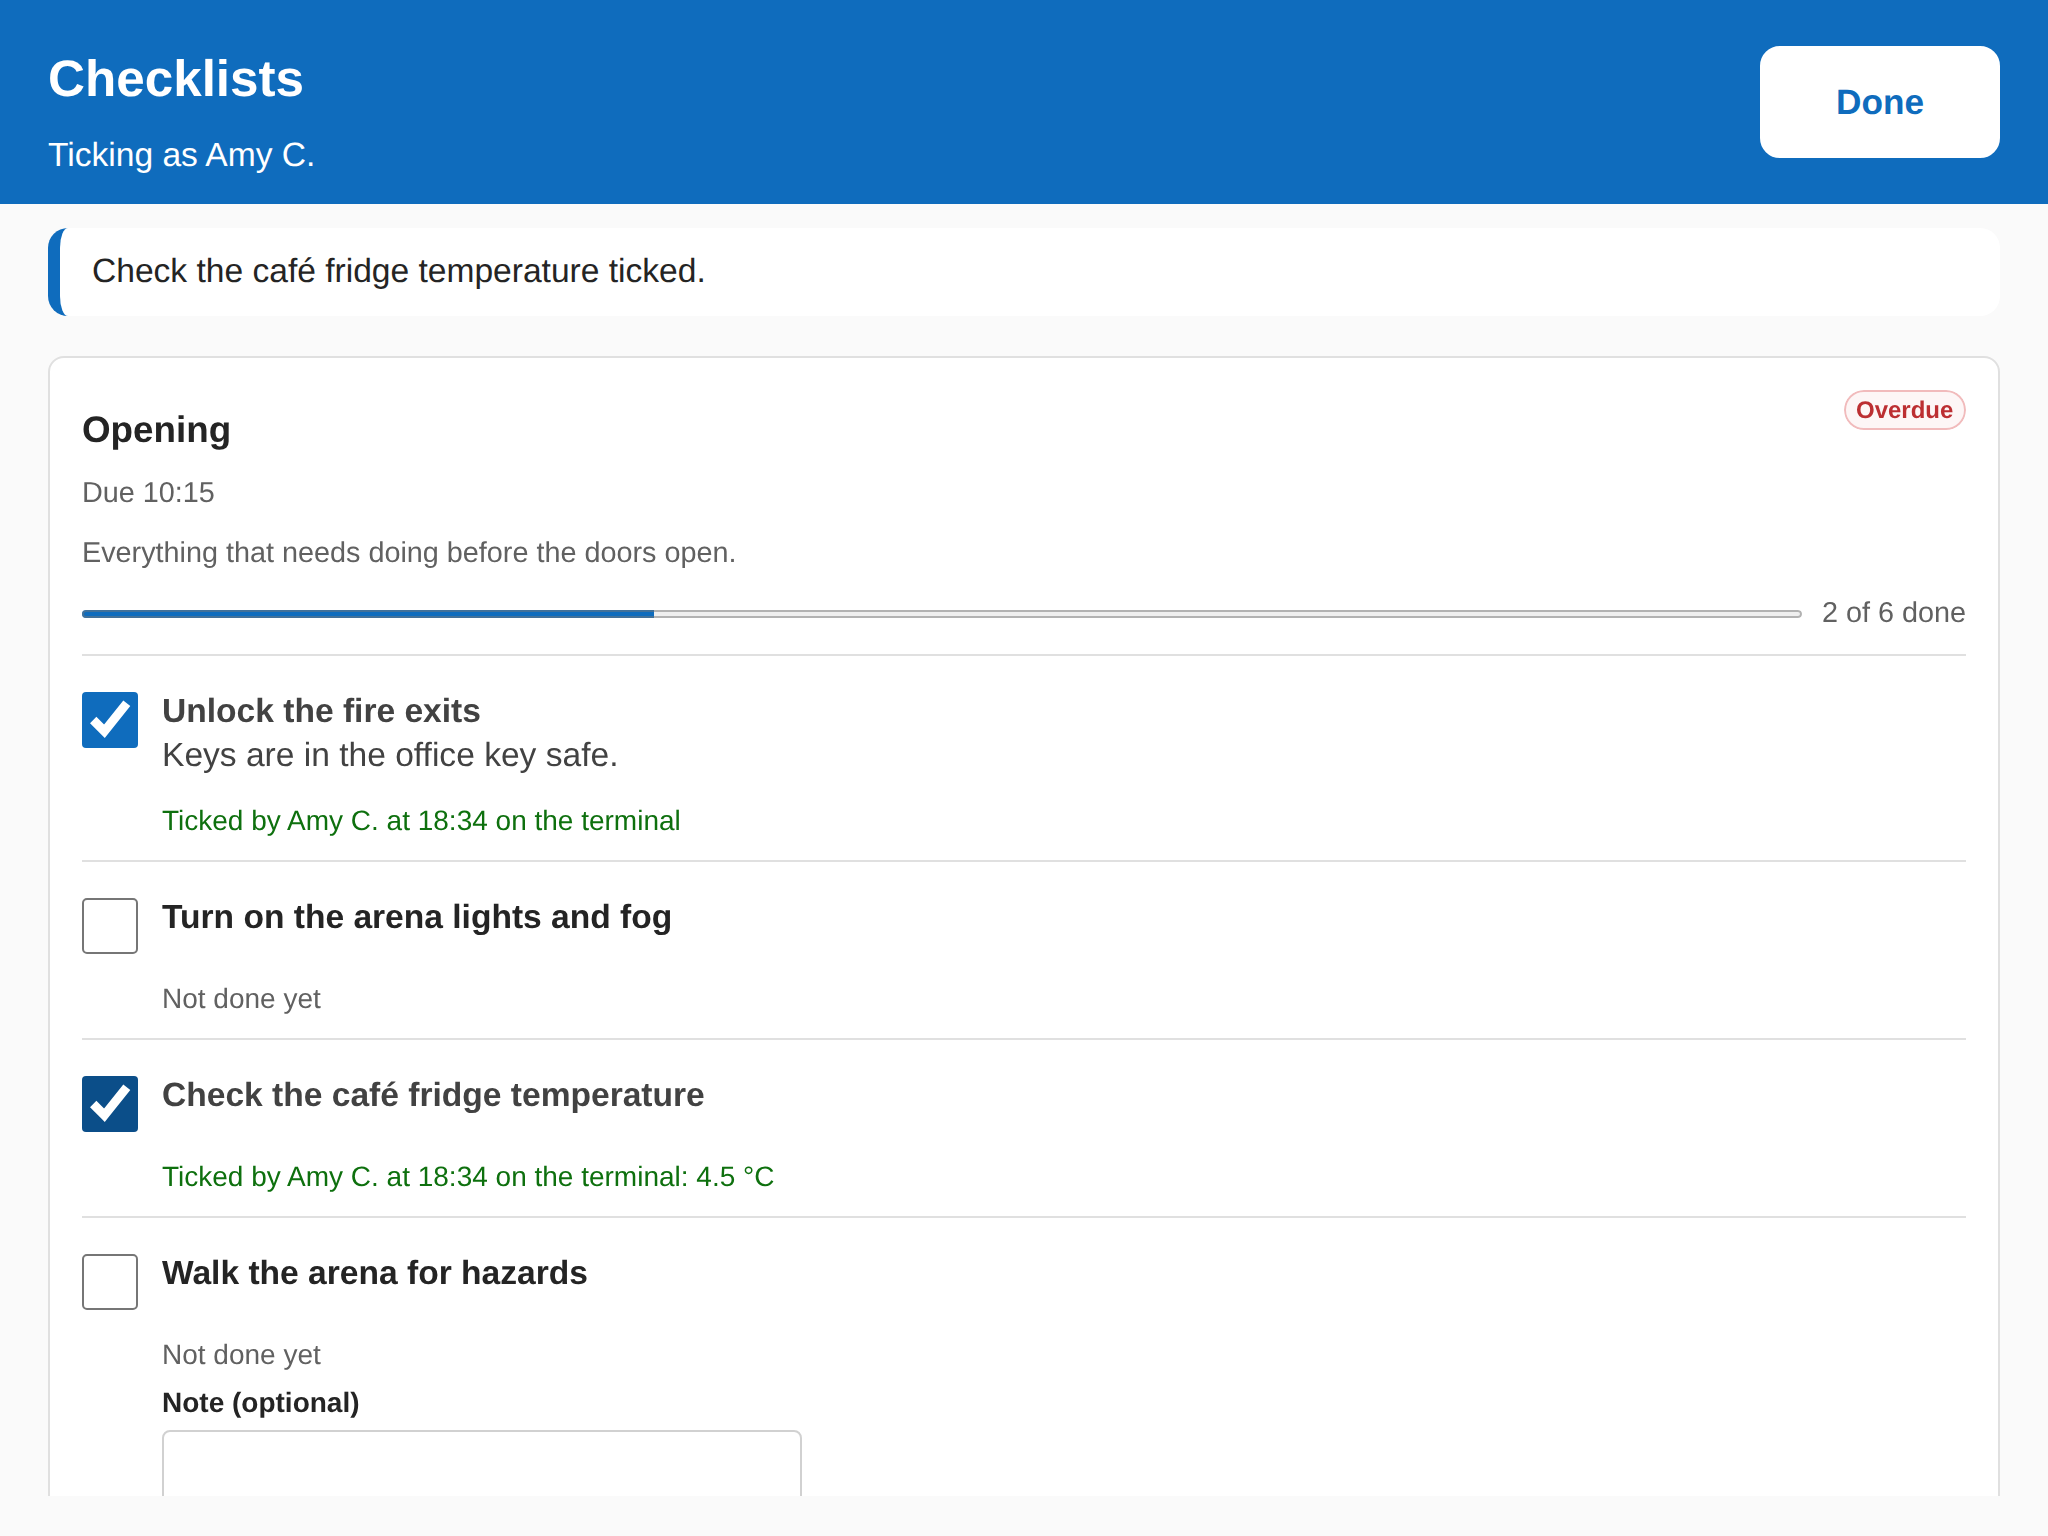 Checklists
Ticking as Amy C.
Done
Check the café fridge temperature ticked.
Opening
Overdue
Due 10:15
Everything that needs doing before the doors open.
2 of 6 done
Unlock the fire exits
Keys are in the office key safe.
Ticked by Amy C. at 18:34 on the terminal
Turn on the arena lights and fog
Not done yet
Check the café fridge temperature
Ticked by Amy C. at 18:34 on the terminal: 4.5 °C
Walk the arena for hazards
Not done yet
Note (optional)